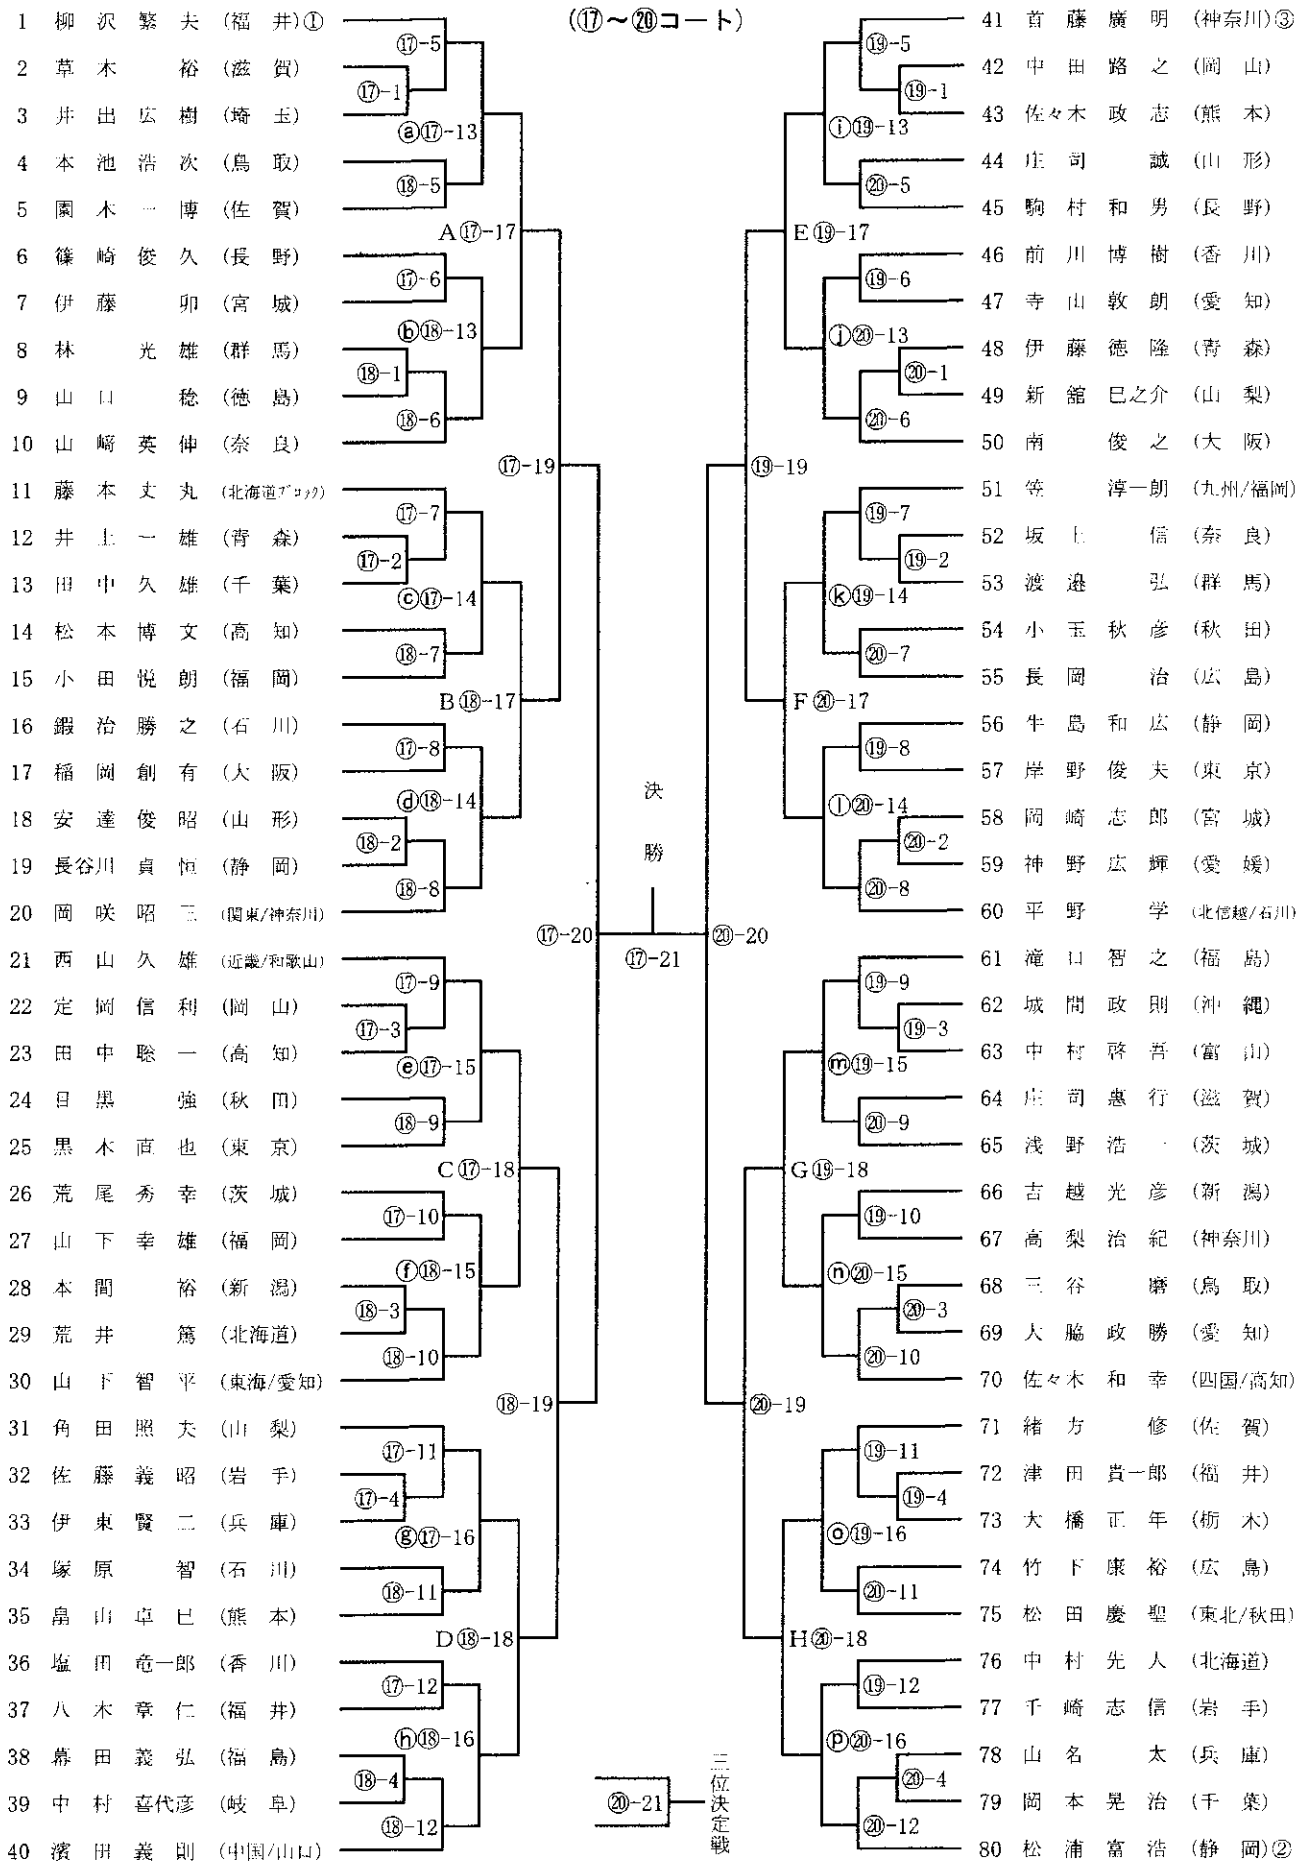 (⑰～⑳コート)
1 柳沢繁夫 (福井)①
2 草木裕 (滋賀)
3 井出広樹 (埼玉)
4 本池浩次 (鳥取)
5 園木一博 (佐賀)
6 篠崎俊久 (長野)
7 伊藤卯 (宮城)
8 林光雄 (群馬)
9 山口稔 (徳島)
10 山崎英伸 (奈良)
11 藤本丈丸 (北海道ブロック)
12 井上一雄 (青森)
13 田中久雄 (千葉)
14 松本博文 (高知)
15 小田悦朗 (福岡)
16 鍜治勝之 (石川)
17 稲岡創有 (大阪)
18 安達俊昭 (山形)
19 長谷川貞恒 (静岡)
20 岡咲昭三 (関東/神奈川)
21 西山久雄 (近畿/和歌山)
22 定岡信利 (岡山)
23 田中聡一 (高知)
24 目黒強 (秋田)
25 黒木直也 (東京)
26 荒尾秀幸 (茨城)
27 山下幸雄 (福岡)
28 本間裕 (新潟)
29 荒井篤 (北海道)
30 山下智平 (東海/愛知)
31 角田照夫 (山梨)
32 佐藤義昭 (岩手)
33 伊東賢二 (兵庫)
34 塚原智 (石川)
35 畠山卓巳 (熊本)
36 塩田竜一郎 (香川)
37 八木章仁 (福井)
38 幕田義弘 (福島)
39 中村喜代彦 (岐阜)
40 濱田義則 (中国/山口)
⑰-5
⑰-1
ⓐ⑰-13
⑱-5
A⑰-17
⑰-6
ⓑ⑱-13
⑱-1
⑱-6
⑰-19
⑰-7
⑰-2
ⓒ⑰-14
⑱-7
B⑱-17
⑰-8
ⓓ⑱-14
⑱-2
⑱-8
⑰-20
⑰-9
⑰-3
ⓔ⑰-15
⑱-9
C⑰-18
⑰-10
ⓕ⑱-15
⑱-3
⑱-10
⑱-19
⑰-11
⑰-4
ⓖ⑰-16
⑱-11
D⑱-18
⑰-12
ⓗ⑱-16
⑱-4
⑱-12
決勝
⑰-21
三位決定戦
⑳-21
⑲-5
⑲-1
ⓘ⑲-13
⑳-5
E⑲-17
⑲-6
ⓙ⑳-13
⑳-1
⑳-6
⑲-19
⑲-7
⑲-2
ⓚ⑲-14
⑳-7
F⑳-17
⑲-8
ⓛ⑳-14
⑳-2
⑳-8
⑳-20
⑲-9
⑲-3
ⓜ⑲-15
⑳-9
G⑲-18
⑲-10
ⓝ⑳-15
⑳-3
⑳-10
⑳-19
⑲-11
⑲-4
ⓞ⑲-16
⑳-11
H⑳-18
⑲-12
ⓟ⑳-16
⑳-4
⑳-12
41 首藤廣明 (神奈川)③
42 中田路之 (岡山)
43 佐々木政志 (熊本)
44 庄司誠 (山形)
45 駒村和男 (長野)
46 前川博樹 (香川)
47 寺山敦朗 (愛知)
48 伊藤徳隆 (青森)
49 新舘巳之介 (山梨)
50 南俊之 (大阪)
51 笠淳一朗 (九州/福岡)
52 坂上信 (奈良)
53 渡邉弘 (群馬)
54 小玉秋彦 (秋田)
55 長岡治 (広島)
56 牛島和広 (静岡)
57 岸野俊夫 (東京)
58 岡崎志郎 (宮城)
59 神野広輝 (愛媛)
60 平野学 (北信越/石川)
61 滝口智之 (福島)
62 城間政則 (沖縄)
63 中村啓吾 (富山)
64 庄司惠行 (滋賀)
65 浅野浩一 (茨城)
66 吉越光彦 (新潟)
67 高梨治紀 (神奈川)
68 三谷磨 (鳥取)
69 大脇政勝 (愛知)
70 佐々木和幸 (四国/高知)
71 緒方修 (佐賀)
72 津田貴一郎 (福井)
73 大橋正年 (栃木)
74 竹下康裕 (広島)
75 松田慶聖 (東北/秋田)
76 中村先人 (北海道)
77 千崎志信 (岩手)
78 山名太 (兵庫)
79 岡本晃治 (千葉)
80 松浦富浩 (静岡)②